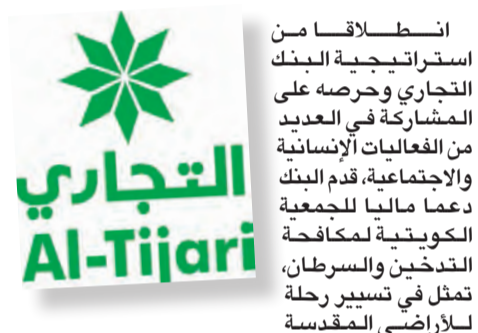 انطلاقا من
استراتيجية البنك
التجاري وحرصه على
المشاركة في العديد
من الفعاليات الإنسانية
والاجتماعية، قدم البنك
دعما ماليا للجمعية
الكويتية لمكافحة
التدخين والسرطان،
تمثل في تسيير رحلة
للأراضي المقدسة
التجاري
Al-Tijari